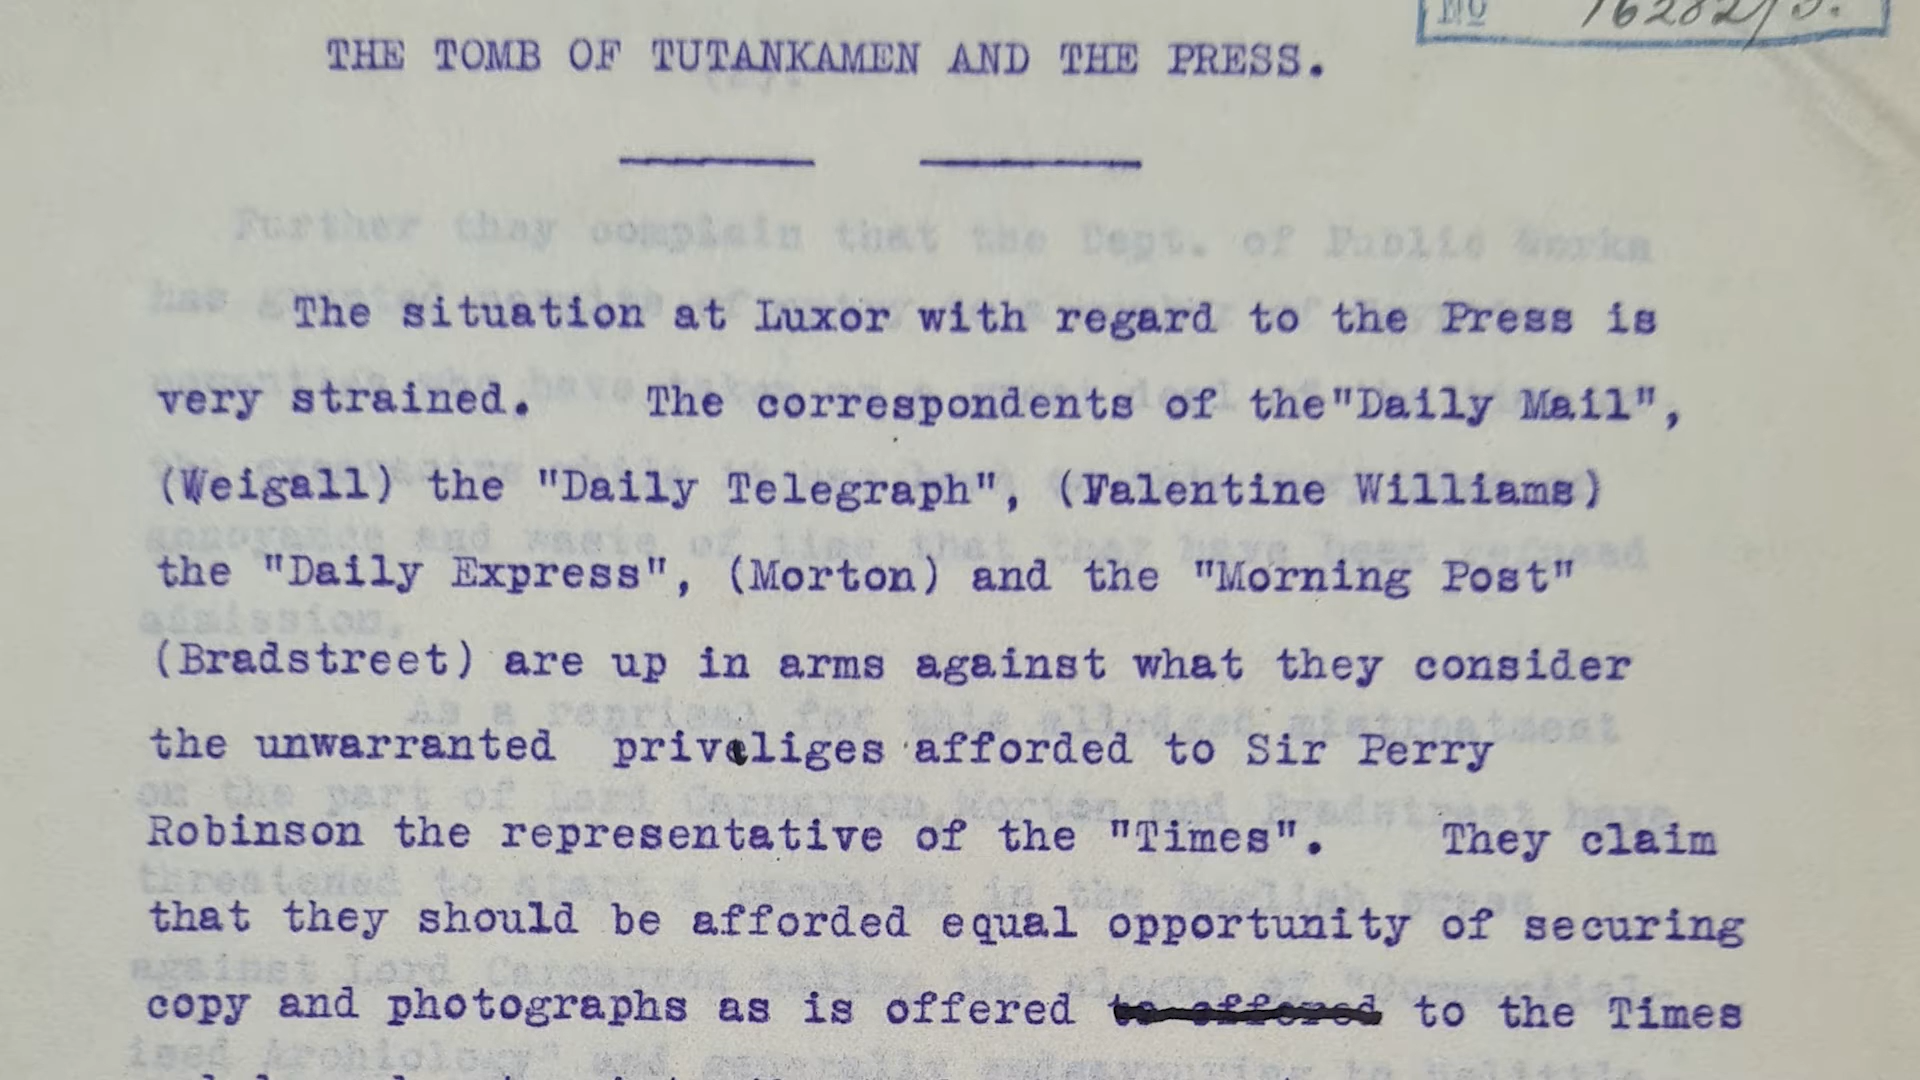 No 16282/3.
THE TOMB OF TUTANKAMEN AND THE PRESS.
The situation at Luxor with regard to the Press is
very strained. The correspondents of the"Daily Mail",
(Weigall) the "Daily Telegraph", (Valentine Williams)
the "Daily Express", (Morton) and the "Morning Post"
(Bradstreet) are up in arms against what they consider
the unwarranted priveliges afforded to Sir Perry
Robinson the representative of the "Times". They claim
that they should be afforded equal opportunity of securing
copy and photographs as is offered to offered to the Times